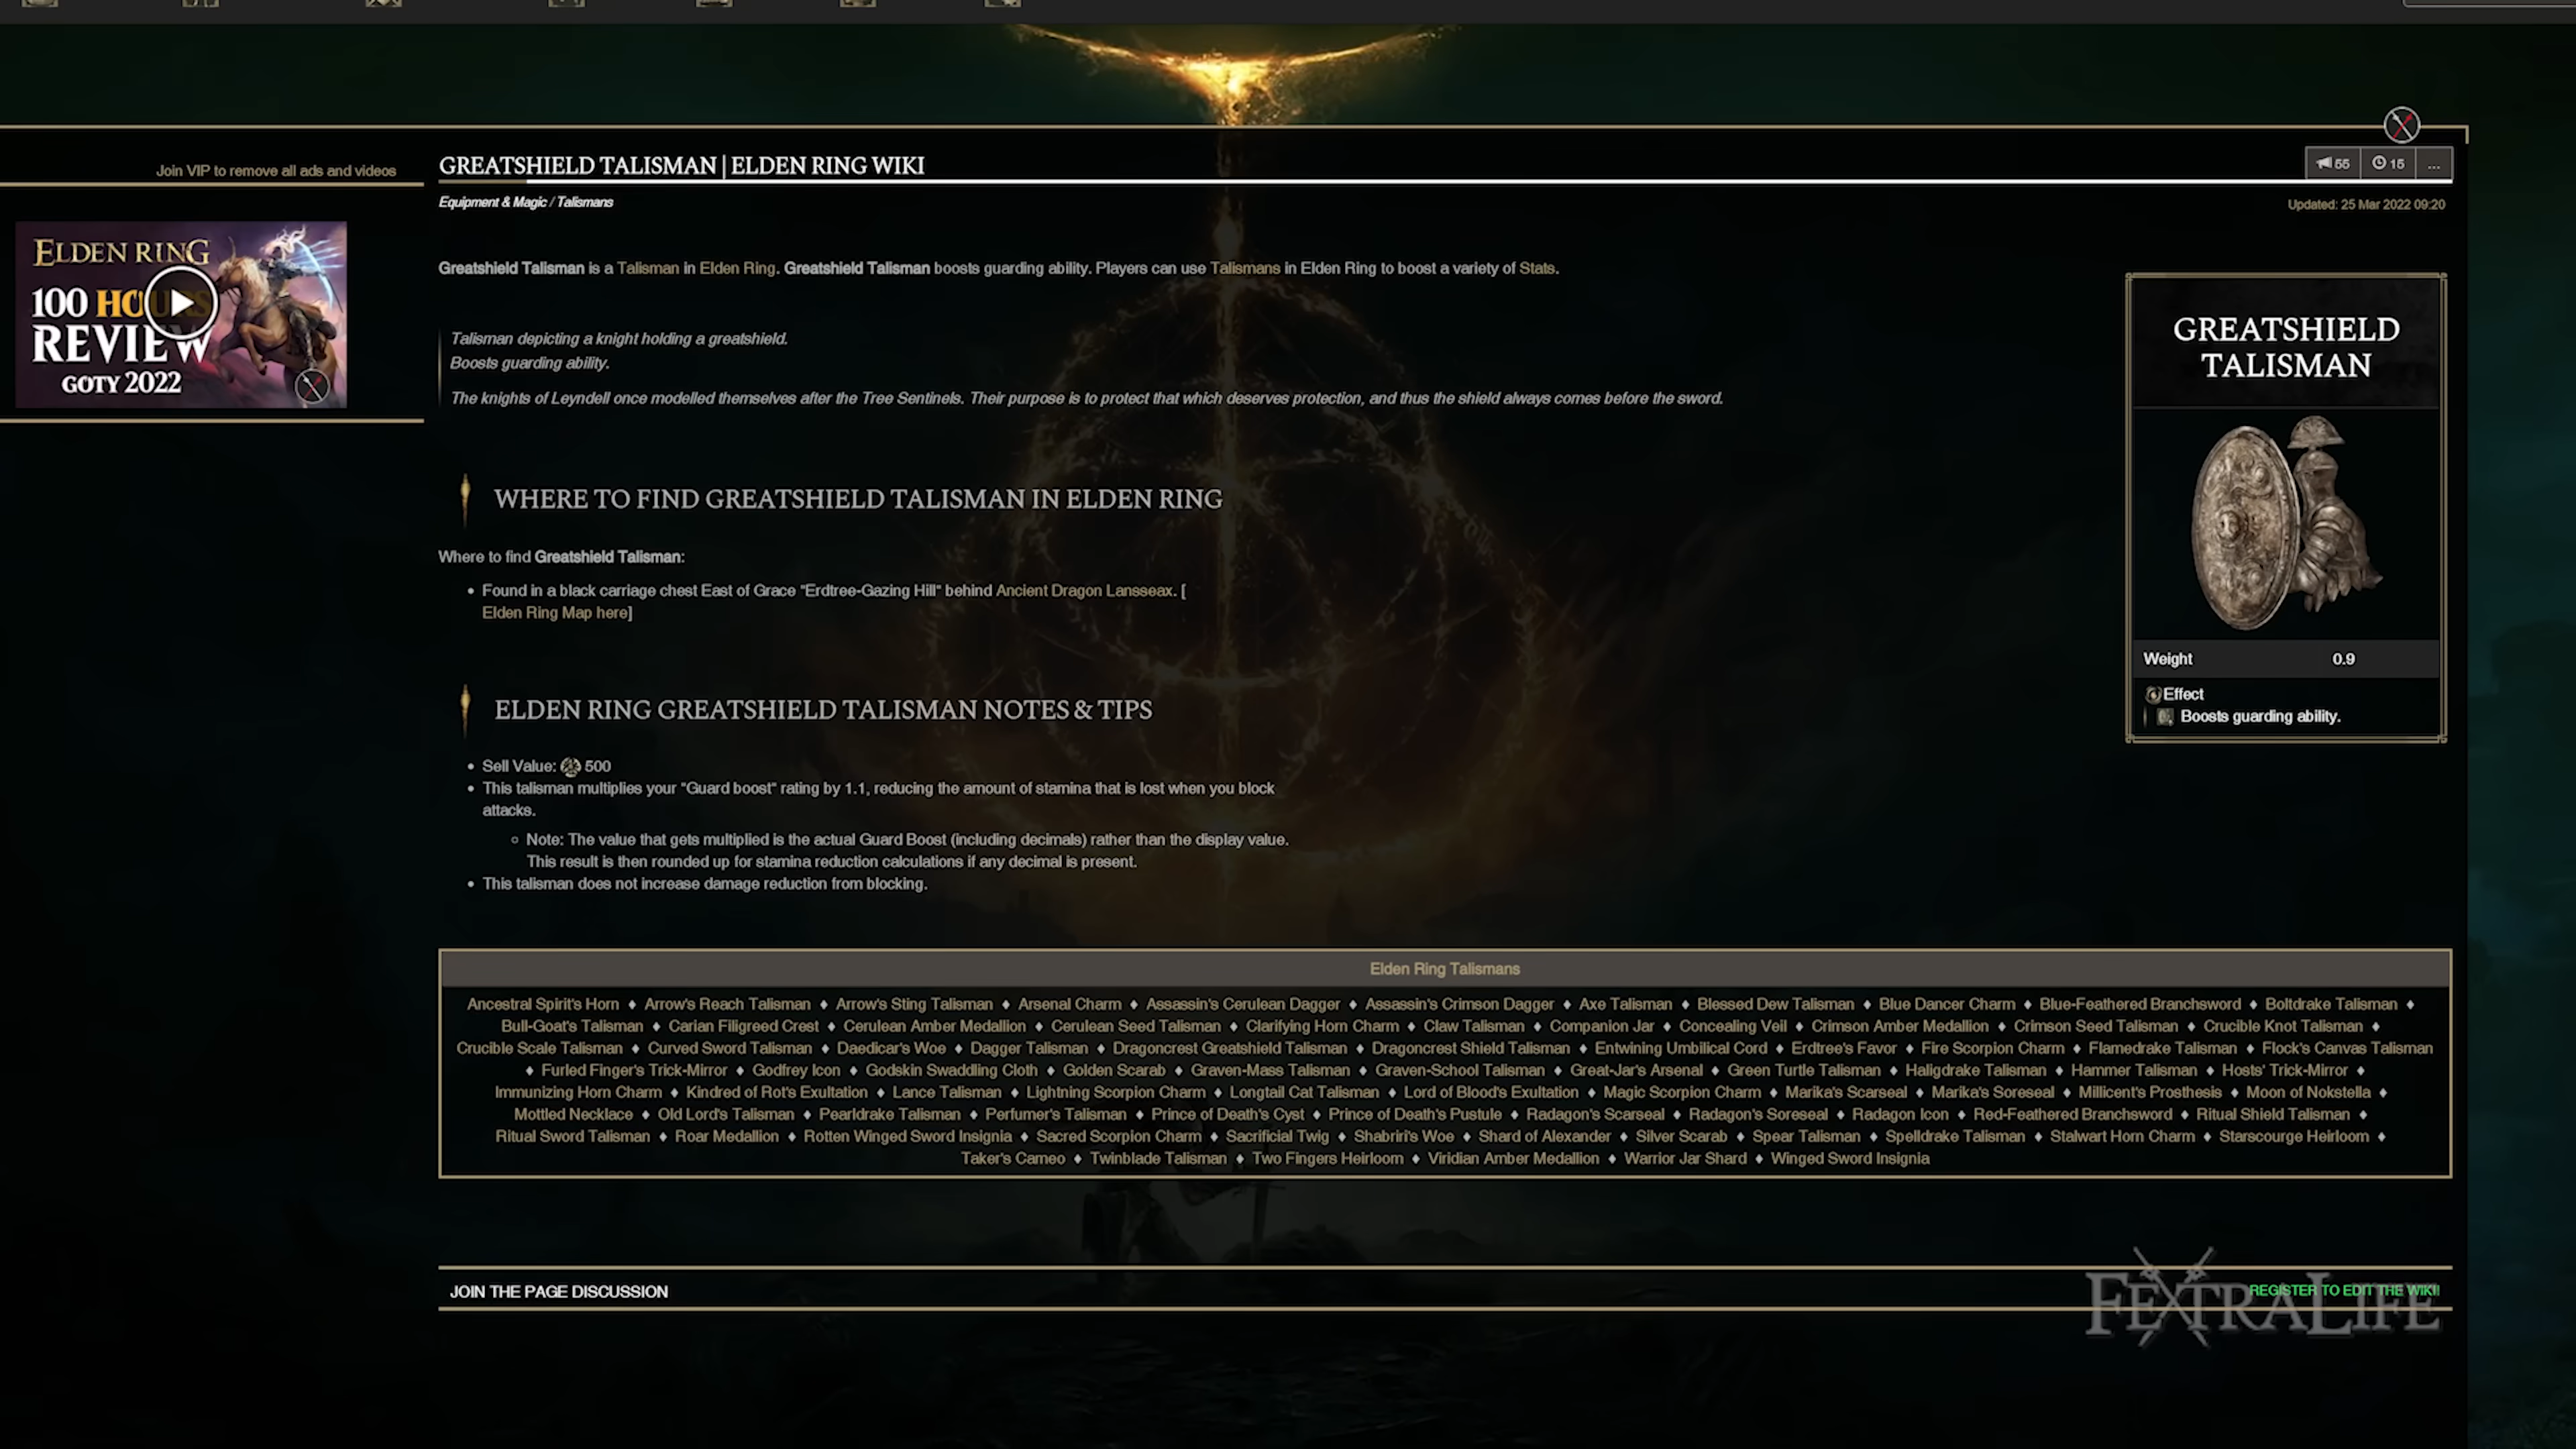 Join VIP to remove all ads and videos
ELDEN RING
100 HOURS
REVIEW
GOTY 2022
GREATSHIELD TALISMAN | ELDEN RING WIKI
55
15
...
Equipment & Magic / Talismans
Updated: 25 Mar 2022 09:20
Greatshield Talisman is a Talisman in Elden Ring. Greatshield Talisman boosts guarding ability. Players can use Talismans in Elden Ring to boost a variety of Stats.
Talisman depicting a knight holding a greatshield.
Boosts guarding ability.
The knights of Leyndell once modelled themselves after the Tree Sentinels. Their purpose is to protect that which deserves protection, and thus the shield always comes before the sword.
GREATSHIELD
TALISMAN
Weight 0.9
Effect
Boosts guarding ability.
WHERE TO FIND GREATSHIELD TALISMAN IN ELDEN RING
Where to find Greatshield Talisman:
• Found in a black carriage chest East of Grace "Erdtree-Gazing Hill" behind Ancient Dragon Lansseax. [
Elden Ring Map here]
ELDEN RING GREATSHIELD TALISMAN NOTES & TIPS
• Sell Value: 500
• This talisman multiplies your "Guard boost" rating by 1.1, reducing the amount of stamina that is lost when you block
attacks.
Note: The value that gets multiplied is the actual Guard Boost (including decimals) rather than the display value.
This result is then rounded up for stamina reduction calculations if any decimal is present.
• This talisman does not increase damage reduction from blocking.
Elden Ring Talismans
Ancestral Spirit's Horn ♦ Arrow's Reach Talisman ♦ Arrow's Sting Talisman ♦ Arsenal Charm ♦ Assassin's Cerulean Dagger ♦ Assassin's Crimson Dagger ♦ Axe Talisman ♦ Blessed Dew Talisman ♦ Blue Dancer Charm ♦ Blue-Feathered Branchsword ♦ Boltdrake Talisman ♦
Bull-Goat's Talisman ♦ Carian Filigreed Crest ♦ Cerulean Amber Medallion ♦ Cerulean Seed Talisman ♦ Clarifying Horn Charm ♦ Claw Talisman ♦ Companion Jar ♦ Concealing Veil ♦ Crimson Amber Medallion ♦ Crimson Seed Talisman ♦ Crucible Knot Talisman ♦
Crucible Scale Talisman ♦ Curved Sword Talisman ♦ Daedicar's Woe ♦ Dagger Talisman ♦ Dragoncrest Greatshield Talisman ♦ Dragoncrest Shield Talisman ♦ Entwining Umbilical Cord ♦ Erdtree's Favor ♦ Fire Scorpion Charm ♦ Flamedrake Talisman ♦ Flock's Canvas Talisman
♦ Furled Finger's Trick-Mirror ♦ Godfrey Icon ♦ Godskin Swaddling Cloth ♦ Golden Scarab ♦ Graven-Mass Talisman ♦ Graven-School Talisman ♦ Great-Jar's Arsenal ♦ Green Turtle Talisman ♦ Haligdrake Talisman ♦ Hammer Talisman ♦ Hosts' Trick-Mirror ♦
Immunizing Horn Charm ♦ Kindred of Rot's Exultation ♦ Lance Talisman ♦ Lightning Scorpion Charm ♦ Longtail Cat Talisman ♦ Lord of Blood's Exultation ♦ Magic Scorpion Charm ♦ Marika's Scarseal ♦ Marika's Soreseal ♦ Millicent's Prosthesis ♦ Moon of Nokstella ♦
Mottled Necklace ♦ Old Lord's Talisman ♦ Pearldrake Talisman ♦ Perfumer's Talisman ♦ Prince of Death's Cyst ♦ Prince of Death's Pustule ♦ Radagon's Scarseal ♦ Radagon's Soreseal ♦ Radagon Icon ♦ Red-Feathered Branchsword ♦ Ritual Shield Talisman ♦
Ritual Sword Talisman ♦ Roar Medallion ♦ Rotten Winged Sword Insignia ♦ Sacred Scorpion Charm ♦ Sacrificial Twig ♦ Shabriri's Woe ♦ Shard of Alexander ♦ Silver Scarab ♦ Spear Talisman ♦ Spelldrake Talisman ♦ Stalwart Horn Charm ♦ Starscourge Heirloom ♦
Taker's Cameo ♦ Twinblade Talisman ♦ Two Fingers Heirloom ♦ Viridian Amber Medallion ♦ Warrior Jar Shard ♦ Winged Sword Insignia
JOIN THE PAGE DISCUSSION
REGISTER TO EDIT THE WIKI!
FEXTRALIFE